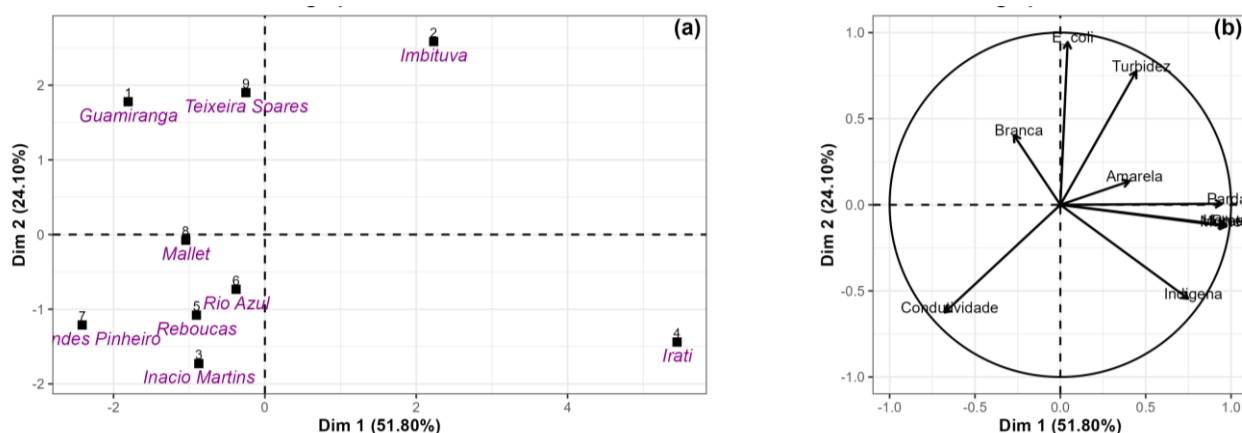 (a)
2
Imbituva
1
Guamiranga
9
Teixeira Soares
8
Mallet
6
Rio Azul
5
Reboucas
7
ndes Pinheiro
3
Inacio Martins
4
Irati
2
1
0
-1
-2
-2
0
2
4
Dim 2 (24.10%)
Dim 1 (51.80%)
(b)
E. coli
Turbidez
Branca
Amarela
Parda
Indigena
Condutividade
1.0
0.5
0.0
-0.5
-1.0
-1.0
-0.5
0.0
0.5
1.0
Dim 2 (24.10%)
Dim 1 (51.80%)